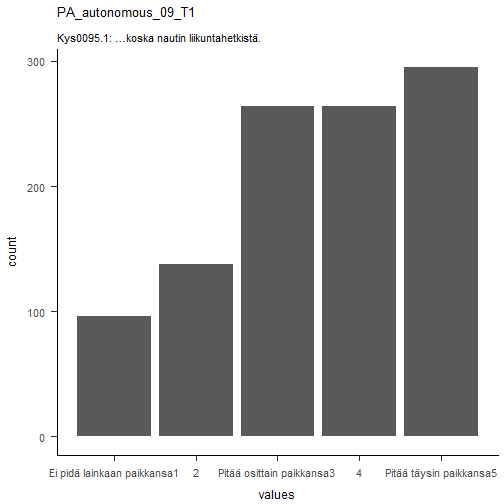 PA_autonomous_09_T1
Kys0095.1: …koska nautin liikuntahetkistä.
300
200
100
0
count
Ei pidä lainkaan paikkansa1 2 Pitää osittain paikkansa3 4 Pitää täysin paikkansa5
values